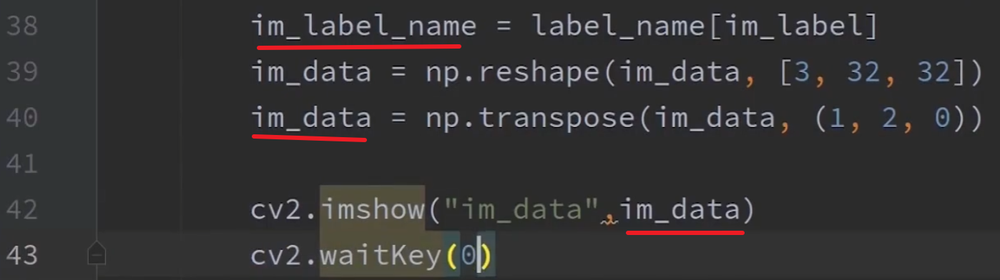 38 im_label_name = label_name[im_label]
39 im_data = np.reshape(im_data, [3, 32, 32])
40 im_data = np.transpose(im_data, (1, 2, 0))
41
42 cv2.imshow("im_data",im_data)
43 cv2.waitKey(0)